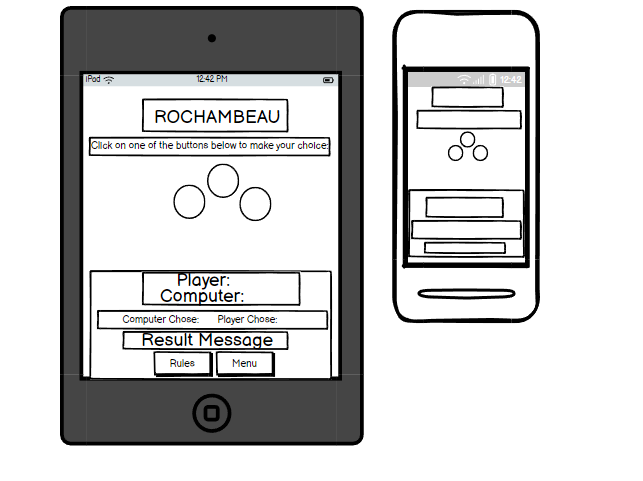 iPod 12:42 PM
12:42
ROCHAMBEAU
Click on one of the buttons below to make your choice:
Player:
Computer:
Computer Chose: Player Chose:
Result Message
Rules Menu